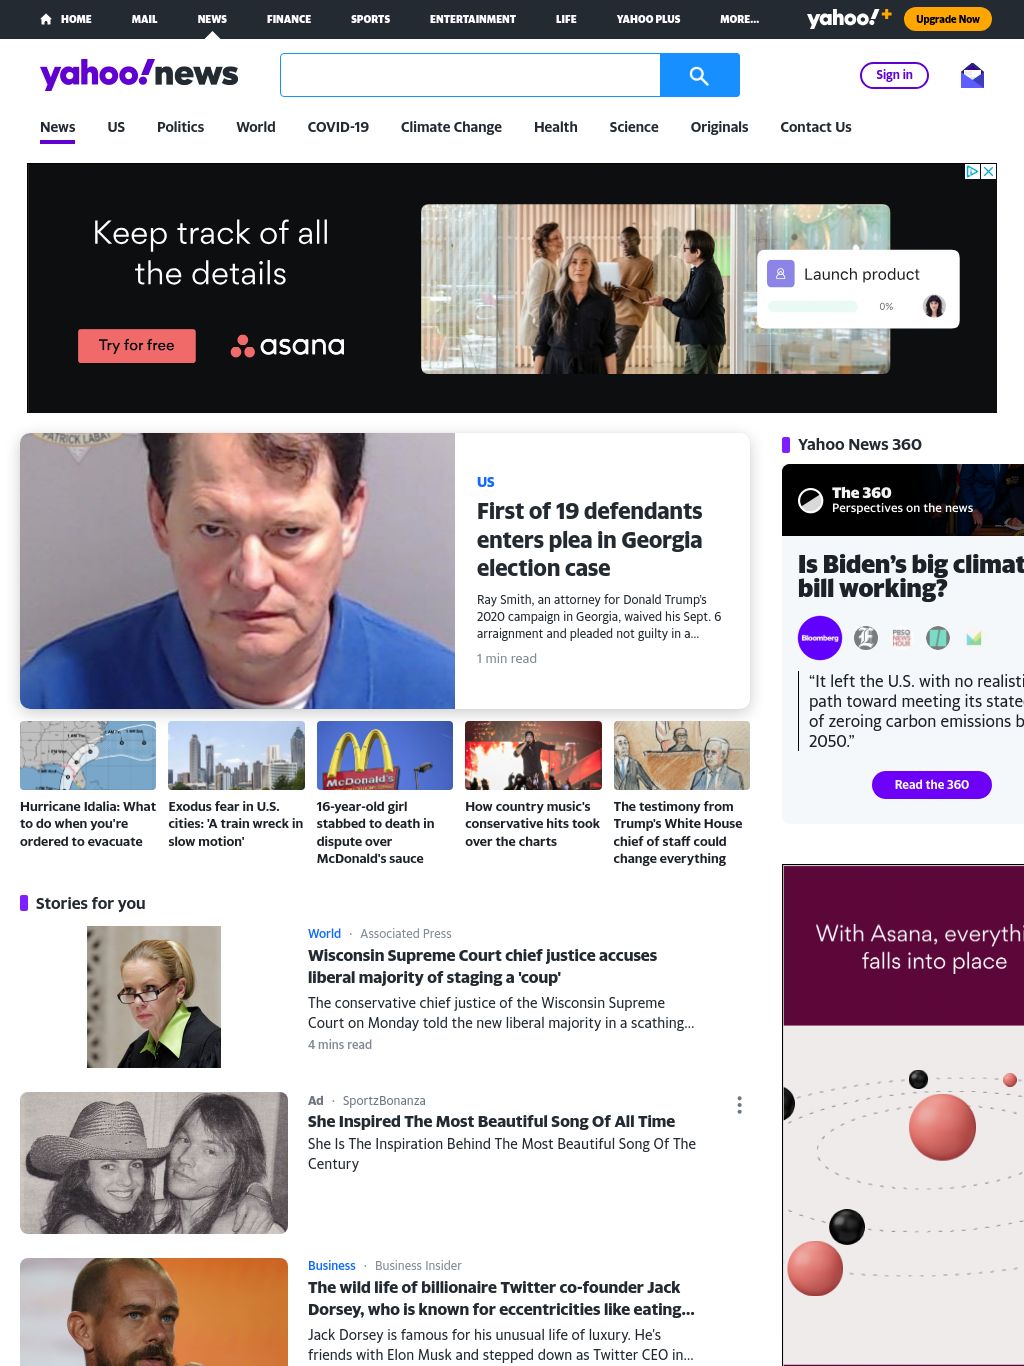 HOME MAIL NEWS FINANCE SPORTS ENTERTAINMENT LIFE YAHOO PLUS MORE... yahoo!+ Upgrade Now
yahoo!news
Sign in
News US Politics World COVID-19 Climate Change Health Science Originals Contact Us
Keep track of all
the details
Try for free
asana
Launch product
0%
PATRICK LABAT
US
First of 19 defendants
enters plea in Georgia
election case
Ray Smith, an attorney for Donald Trump's
2020 campaign in Georgia, waived his Sept. 6
arraignment and pleaded not guilty in a...
1 min read
Hurricane Idalia: What
to do when you're
ordered to evacuate
Exodus fear in U.S.
cities: 'A train wreck in
slow motion'
McDonald's
16-year-old girl
stabbed to death in
dispute over
McDonald's sauce
How country music's
conservative hits took
over the charts
The testimony from
Trump's White House
chief of staff could
change everything
Yahoo News 360
The 360
Perspectives on the news
Is Biden's big climat
bill working?
Bloomberg
PBS
NEWS
HOUR
“It left the U.S. with no realisti
path toward meeting its state
of zeroing carbon emissions b
2050.”
Read the 360
With Asana, everythi
falls into place
Stories for you
World · Associated Press
Wisconsin Supreme Court chief justice accuses
liberal majority of staging a 'coup'
The conservative chief justice of the Wisconsin Supreme
Court on Monday told the new liberal majority in a scathing...
4 mins read
Ad · SportzBonanza
She Inspired The Most Beautiful Song Of All Time
She Is The Inspiration Behind The Most Beautiful Song Of The
Century
Business · Business Insider
The wild life of billionaire Twitter co-founder Jack
Dorsey, who is known for eccentricities like eating...
Jack Dorsey is famous for his unusual life of luxury. He's
friends with Elon Musk and stepped down as Twitter CEO in...